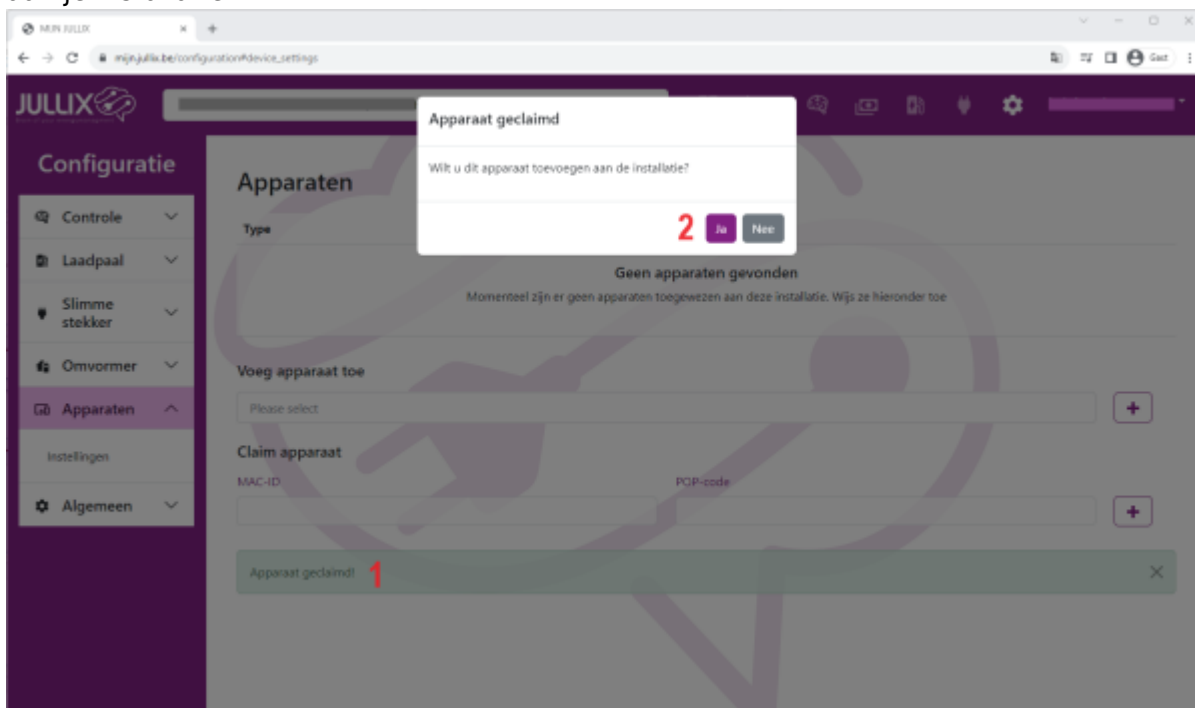 MIJN JULLIX
mijn.jullix.be/configuration#device_settings
Gast
JULLIX
Configuratie
Controle
Laadpaal
Slimme
stekker
Omvormer
Apparaten
Instellingen
Algemeen
Apparaten
Type
Geen apparaten gevonden
Momenteel zijn er geen apparaten toegewezen aan deze installatie. Wijs ze hieronder toe
Voeg apparaat toe
Please select
Claim apparaat
MAC-ID
POP-code
Apparaat geclaimd! 1
Apparaat geclaimd
Wilt u dit apparaat toevoegen aan de installatie?
2 Ja Nee